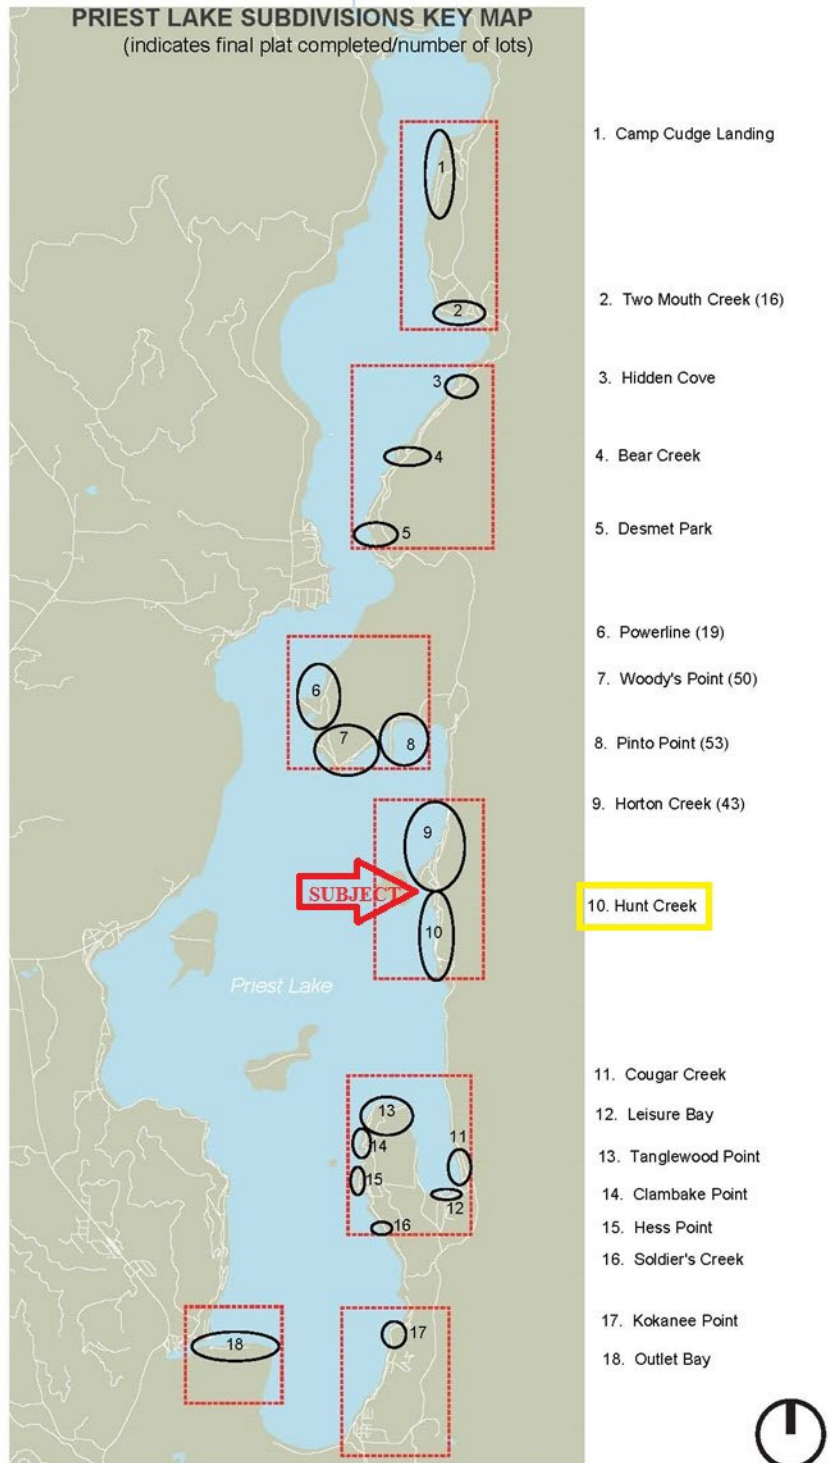 PRIEST LAKE SUBDIVISIONS KEY MAP
(indicates final plat completed/number of lots)
1
1. Camp Cudge Landing
2
2. Two Mouth Creek (16)
3
3. Hidden Cove
4
4. Bear Creek
5
5. Desmet Park
6
6. Powerline (19)
7
7. Woody's Point (50)
8
8. Pinto Point (53)
9
9. Horton Creek (43)
SUBJECT
10
10. Hunt Creek
Priest Lake
11. Cougar Creek
13
12. Leisure Bay
11
14
13. Tanglewood Point
15
14. Clambake Point
12
16
15. Hess Point
16. Soldier's Creek
17
17. Kokanee Point
18
18. Outlet Bay